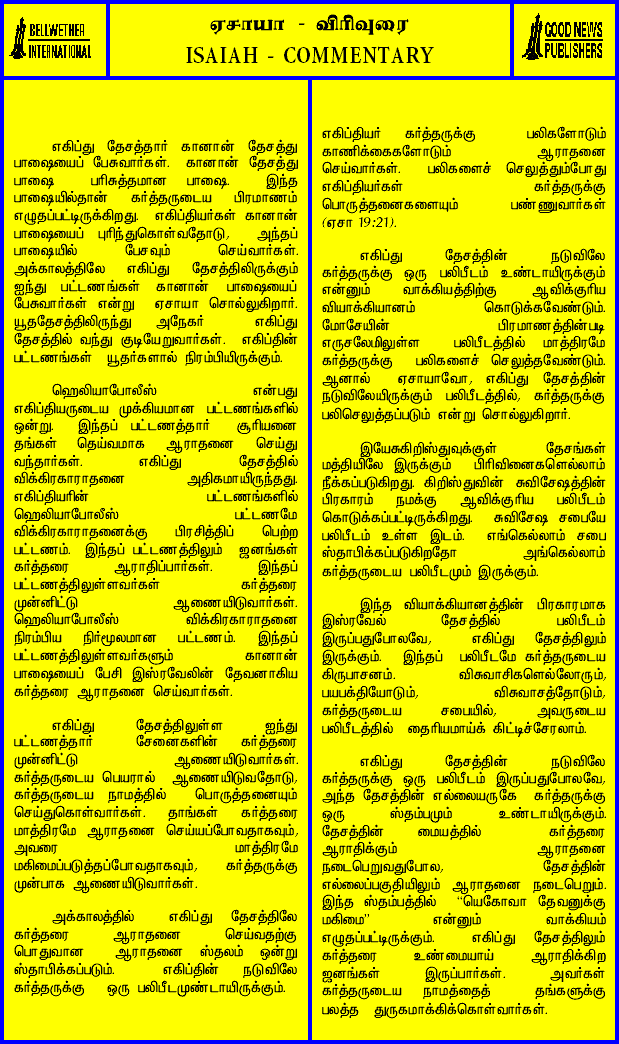 BELLWETHER
INTERNATIONAL
ஏசாயா - விரிவுரை
ISAIAH - COMMENTARY
GOOD NEWS
PUBLISHERS
எகிப்து தேசத்தார் கானான் தேசத்து
பாஷையைப் பேசுவார்கள். கானான் தேசத்து
பாஷை பரிசுத்தமான பாஷை. இந்த
பாஷையில்தான் கர்த்தருடைய பிரமாணம்
எழுதப்பட்டிருக்கிறது. எகிப்தியர்கள் கானான்
பாஷையைப் புரிந்துகொள்வதோடு, அந்தப்
பாஷையில் பேசவும் செய்வார்கள்.
அக்காலத்திலே எகிப்து தேசத்திலிருக்கும்
ஐந்து பட்டணங்கள் கானான் பாஷையைப்
பேசுவார்கள் என்று ஏசாயா சொல்லுகிறார்.
யூததேசத்திலிருந்து அநேகர் எகிப்து
தேசத்தில் வந்து குடியேறுவார்கள். எகிப்தின்
பட்டணங்கள் யூதர்களால் நிரம்பியிருக்கும்.
ஹெலியாபோலீஸ் என்பது
எகிப்தியருடைய முக்கியமான பட்டணங்களில்
ஒன்று. இந்தப் பட்டணத்தார் சூரியனை
தங்கள் தெய்வமாக ஆராதனை செய்து
வந்தார்கள். எகிப்து தேசத்தில்
விக்கிரகாராதனை அதிகமாயிருந்தது.
எகிப்தியரின் பட்டணங்களில்
ஹெலியாபோலீஸ் பட்டணமே
விக்கிரகாராதனைக்கு பிரசித்திப் பெற்ற
பட்டணம். இந்தப் பட்டணத்திலும் ஜனங்கள்
கர்த்தரை ஆராதிப்பார்கள். இந்தப்
பட்டணத்திலுள்ளவர்கள் கர்த்தரை
முன்னிட்டு ஆணையிடுவார்கள்.
ஹெலியாபோலீஸ் விக்கிரகாராதனை
நிரம்பிய நிர்மூலமான பட்டணம். இந்தப்
பட்டணத்திலுள்ளவர்களும் கானான்
பாஷையைப் பேசி இஸ்ரவேலின் தேவனாகிய
கர்த்தரை ஆராதனை செய்வார்கள்.
எகிப்து தேசத்திலுள்ள ஐந்து
பட்டணத்தார் சேனைகளின் கர்த்தரை
முன்னிட்டு ஆணையிடுவார்கள்.
கர்த்தருடைய பெயரால் ஆணையிடுவதோடு,
கர்த்தருடைய நாமத்தில் பொருத்தனையும்
செய்துகொள்வார்கள். தாங்கள் கர்த்தரை
மாத்திரமே ஆராதனை செய்யப்போவதாகவும்,
அவரை மாத்திரமே
மகிமைப்படுத்தப்போவதாகவும், கர்த்தருக்கு
முன்பாக ஆணையிடுவார்கள்.
அக்காலத்தில் எகிப்து தேசத்திலே
கர்த்தரை ஆராதனை செய்வதற்கு
பொதுவான ஆராதனை ஸ்தலம் ஒன்று
ஸ்தாபிக்கப்படும். எகிப்தின் நடுவிலே
கர்த்தருக்கு ஒரு பலிபீடமுண்டாயிருக்கும்.
எகிப்தியர் கர்த்தருக்கு பலிகளோடும்
காணிக்கைகளோடும் ஆராதனை
செய்வார்கள். பலிகளைச் செலுத்தும்போது
எகிப்தியர்கள் கர்த்தருக்கு
பொருத்தனைகளையும் பண்ணுவார்கள்
(ஏசா 19:21).
எகிப்து தேசத்தின் நடுவிலே
கர்த்தருக்கு ஒரு பலிபீடம் உண்டாயிருக்கும்
என்னும் வாக்கியத்திற்கு ஆவிக்குரிய
வியாக்கியானம் கொடுக்கவேண்டும்.
மோசேயின் பிரமாணத்தின்படி
எருசலேமிலுள்ள பலிபீடத்தில் மாத்திரமே
கர்த்தருக்கு பலிகளைச் செலுத்தவேண்டும்.
ஆனால் ஏசாயாவோ, எகிப்து தேசத்தின்
நடுவிலேயிருக்கும் பலிபீடத்தில், கர்த்தருக்கு
பலிசெலுத்தப்படும் என்று சொல்லுகிறார்.
இயேசுகிறிஸ்துவுக்குள் தேசங்கள்
மத்தியிலே இருக்கும் பிரிவினைகளெல்லாம்
நீக்கப்படுகிறது. கிறிஸ்துவின் சுவிசேஷத்தின்
பிரகாரம் நமக்கு ஆவிக்குரிய பலிபீடம்
கொடுக்கப்பட்டிருக்கிறது. சுவிசேஷ சபையே
பலிபீடம் உள்ள இடம். எங்கெல்லாம் சபை
ஸ்தாபிக்கப்படுகிறதோ அங்கெல்லாம்
கர்த்தருடைய பலிபீடமும் இருக்கும்.
இந்த வியாக்கியானத்தின் பிரகாரமாக
இஸ்ரவேல் தேசத்தில் பலிபீடம்
இருப்பதுபோலவே, எகிப்து தேசத்திலும்
இருக்கும். இந்தப் பலிபீடமே கர்த்தருடைய
கிருபாசனம். விசுவாசிகளெல்லோரும்,
பயபக்தியோடும், விசுவாசத்தோடும்,
கர்த்தருடைய சபையில், அவருடைய
பலிபீடத்தில் தைரியமாய்க் கிட்டிச்சேரலாம்.
எகிப்து தேசத்தின் நடுவிலே
கர்த்தருக்கு ஒரு பலிபீடம் இருப்பதுபோலவே,
அந்த தேசத்தின் எல்லையருகே கர்த்தருக்கு
ஒரு ஸ்தம்பமும் உண்டாயிருக்கும்.
தேசத்தின் மையத்தில் கர்த்தரை
ஆராதிக்கும் ஆராதனை
நடைபெறுவதுபோல, தேசத்தின்
எல்லைப்பகுதியிலும் ஆராதனை நடைபெறும்.
இந்த ஸ்தம்பத்தில் “யெகோவா தேவனுக்கு
மகிமை” என்னும் வாக்கியம்
எழுதப்பட்டிருக்கும். எகிப்து தேசத்திலும்
கர்த்தரை உண்மையாய் ஆராதிக்கிற
ஜனங்கள் இருப்பார்கள். அவர்கள்
கர்த்தருடைய நாமத்தைத் தங்களுக்கு
பலத்த துருகமாக்கிக்கொள்வார்கள்.